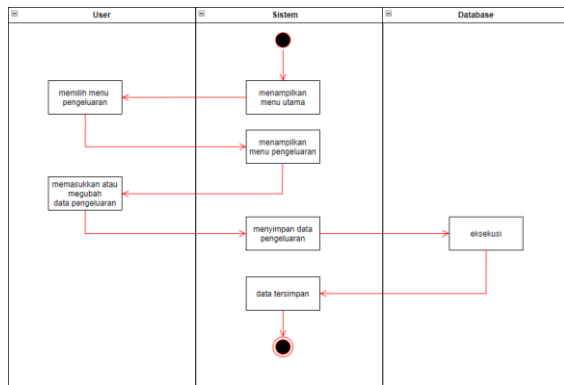 User
Sistem
Database
menampilkan
menu utama
memilih menu
pengeluaran
menampilkan
menu pengeluaran
memasukkan atau
megubah
data pengeluaran
menyimpan data
pengeluaran
eksekusi
data tersimpan